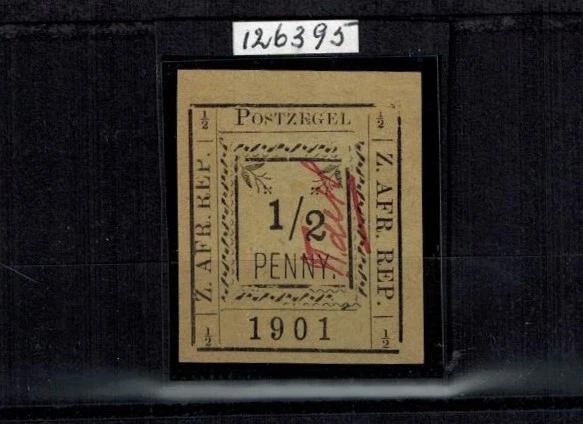 126395
½ POSTZEGEL ½
Z. AFR. REP.
Z. AFR. REP.
1/2
PENNY.
½ 1901 ½